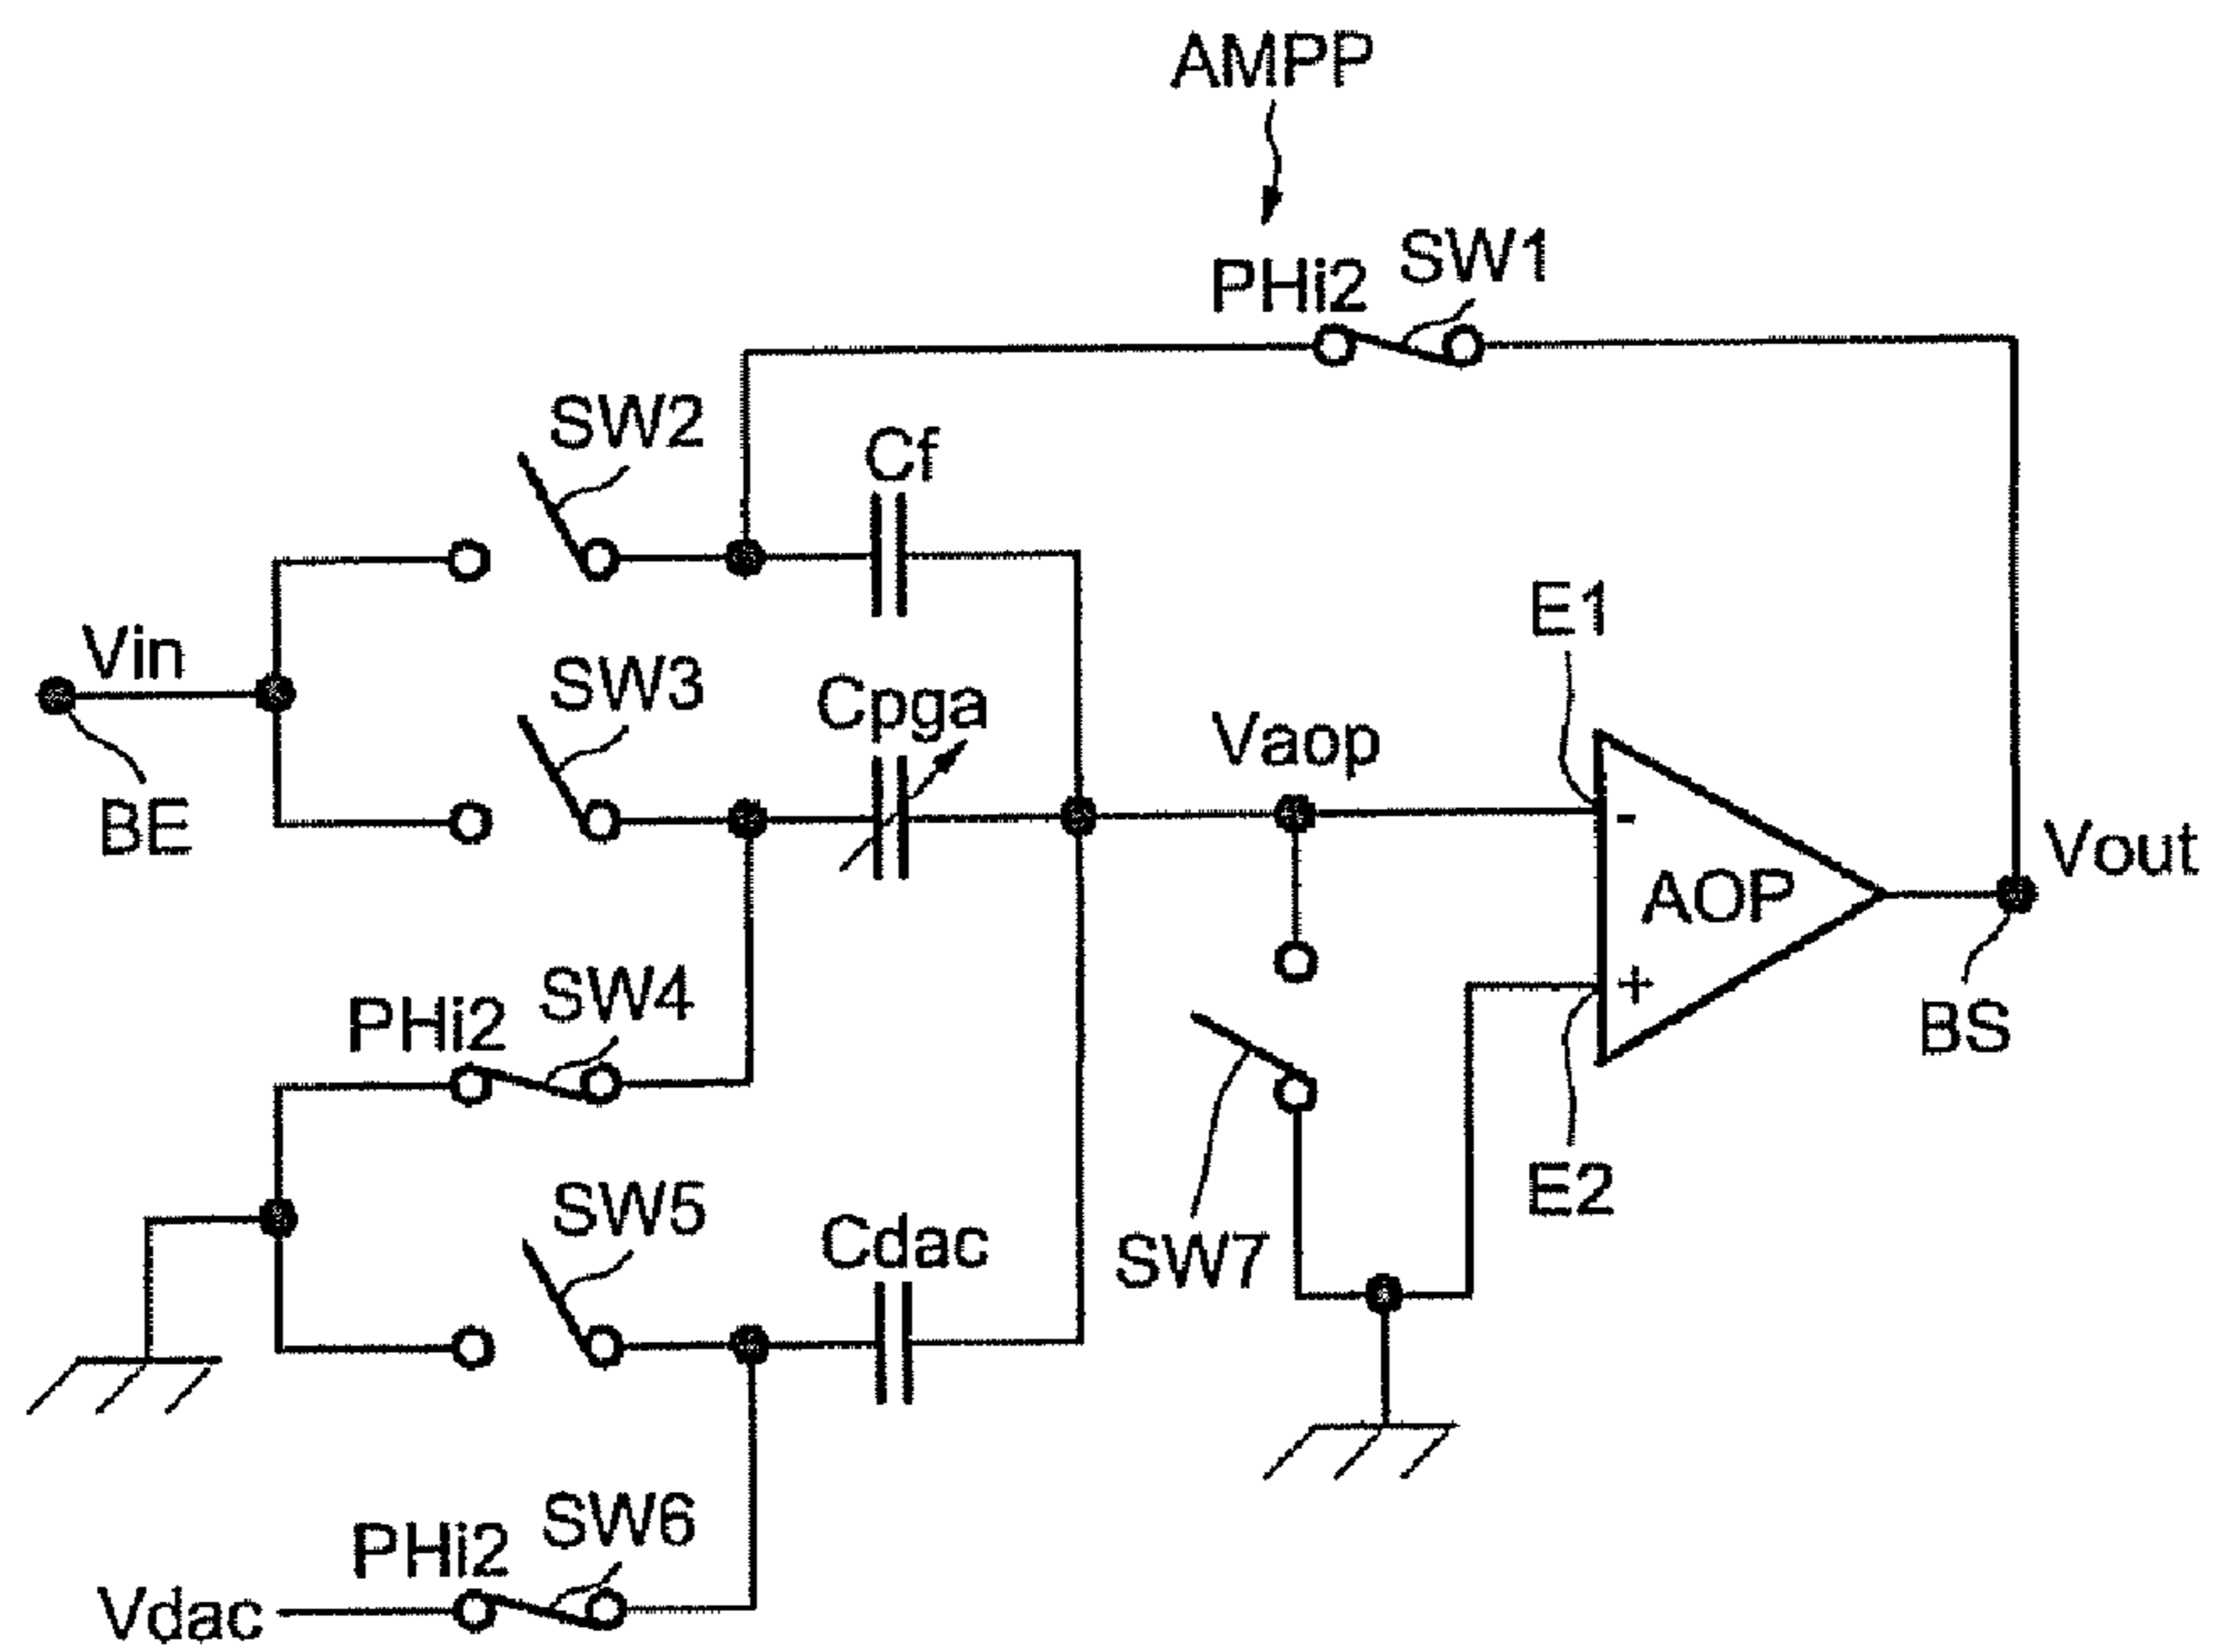 AMPP
PHi2
SW1
SW2
Cf
E1
Vin
SW3
Cpga
Vaop
BE
-
AOP
Vout
+
SW4
PHi2
BS
SW5
Cdac
E2
SW7
SW6
PHi2
Vdac